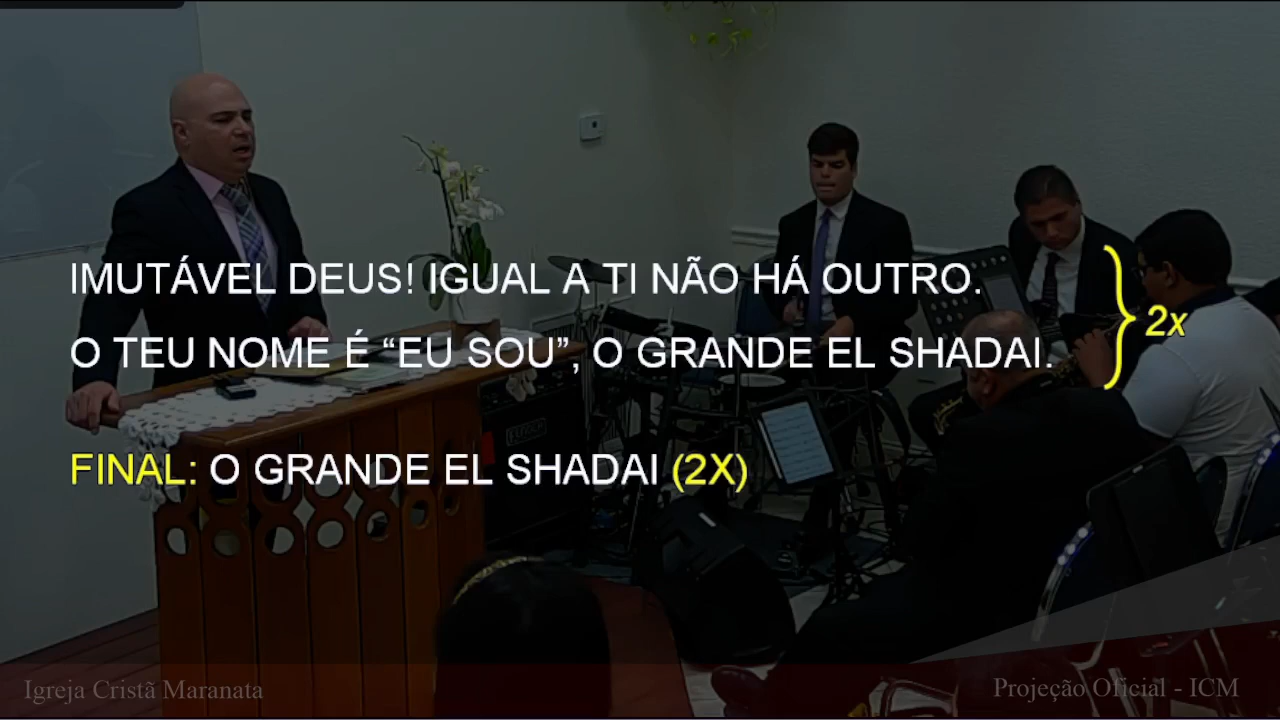 IMUTÁVEL DEUS! IGUAL A TI NÃO HÁ OUTRO.
O TEU NOME É “EU SOU”, O GRANDE EL SHADAI.
2x
FINAL: O GRANDE EL SHADAI (2X)
Igreja Cristã Maranata
Projeção Oficial - ICM